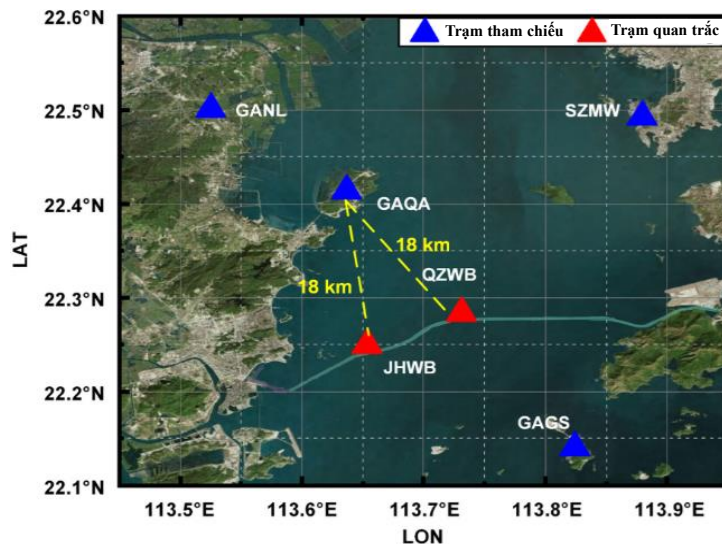 22.6°N
Trạm tham chiếu Trạm quan trắc
22.5°N
GANL
SZMW
22.4°N
GAQA
18 km
QZWB
22.3°N
18 km
JHWB
22.2°N
GAGS
22.1°N
113.5°E 113.6°E 113.7°E 113.8°E 113.9°E
LAT
LON